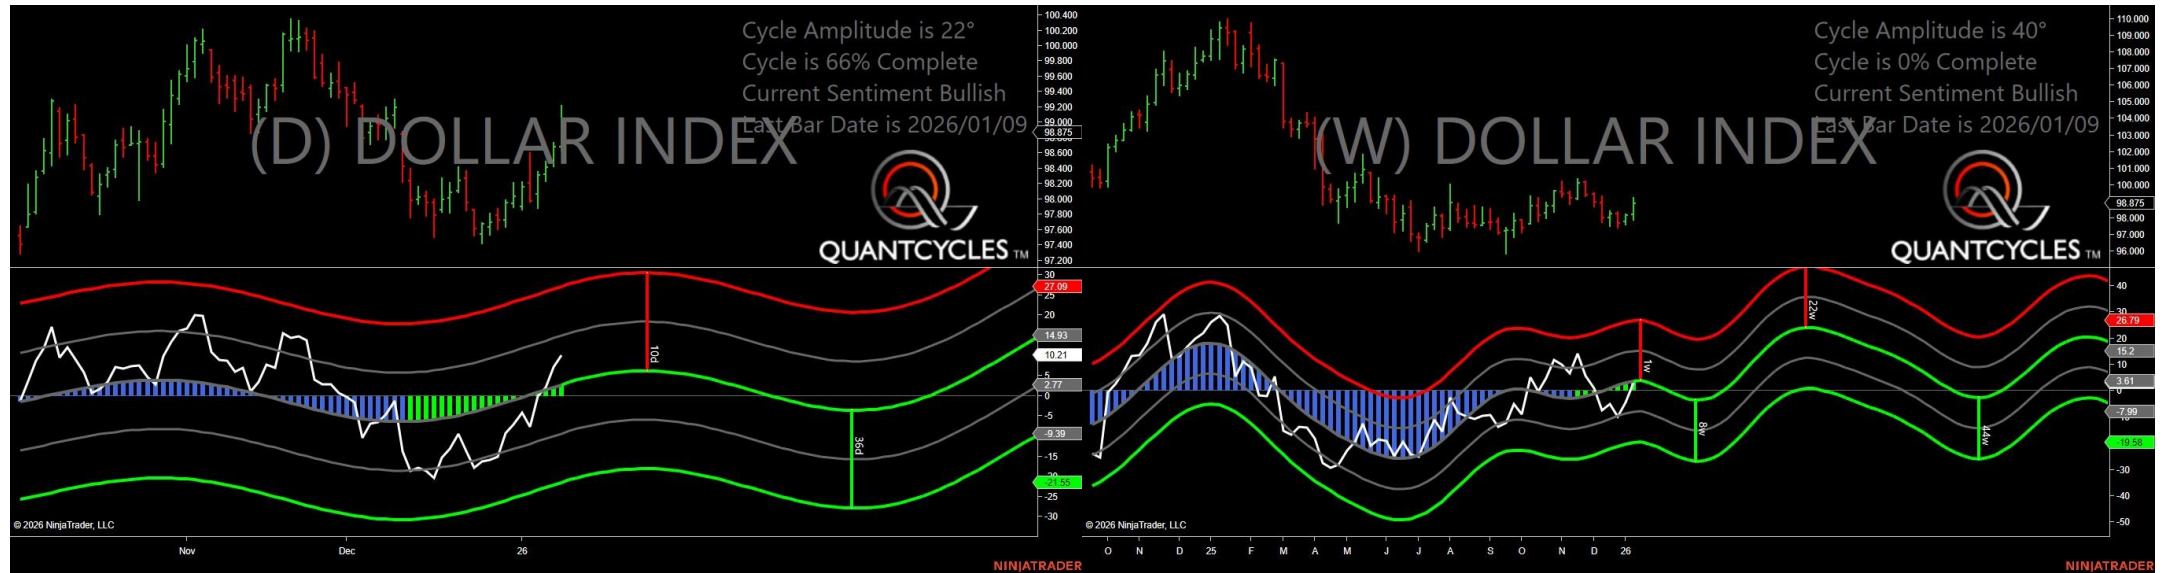 Cycle Amplitude is 22°
Cycle is 66% Complete
Current Sentiment Bullish
Last Bar Date is 2026/01/09
(D) DOLLAR INDEX
QUANTCYCLES TM
100.400
100.200
100.000
99.800
99.600
99.400
99.200
99.000
98.875
98.600
98.400
98.200
98.000
97.800
97.600
97.400
97.200
30
27.09
25
20
14.93
10.21
5
2.77
0
-5
-9.39
-15
-21.55
-25
-30
10d
36d
© 2026 NinjaTrader, LLC
Nov Dec 26
NINJATRADER
Cycle Amplitude is 40°
Cycle is 0% Complete
Current Sentiment Bullish
Last Bar Date is 2026/01/09
(W) DOLLAR INDEX
QUANTCYCLES TM
110.000
109.000
108.000
107.000
106.000
105.000
104.000
103.000
102.000
101.000
100.000
98.875
98.000
97.000
96.000
40
30
26.79
20
15.2
10
3.61
0
-7.99
-19.58
-30
-40
-50
1w
8w
22w
44w
© 2026 NinjaTrader, LLC
O N D 25 F M A M J J A S O N D 26
NINJATRADER